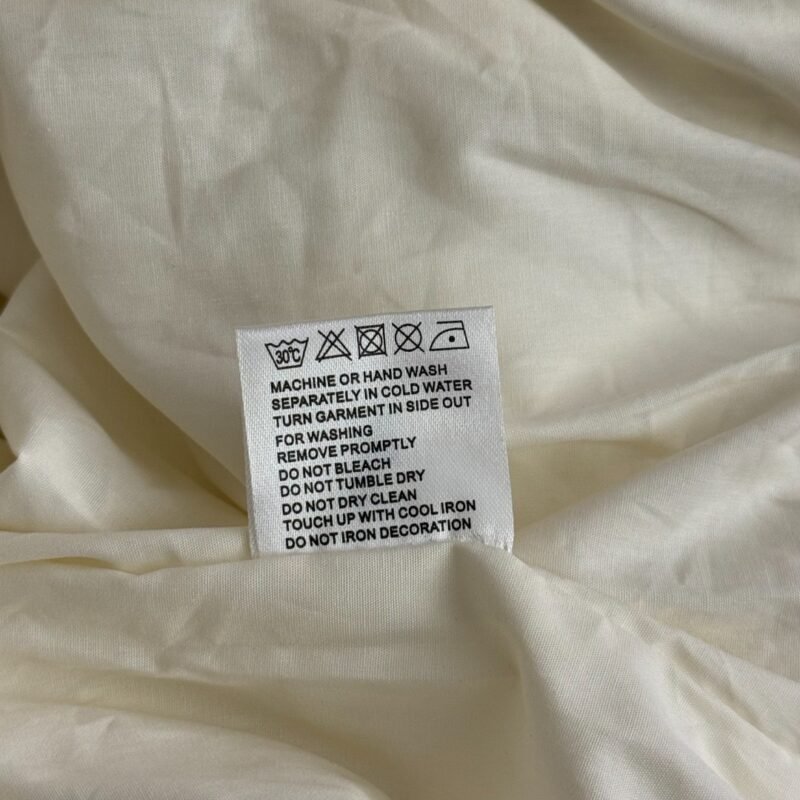 30℃
MACHINE OR HAND WASH
SEPARATELY IN COLD WATER
TURN GARMENT IN SIDE OUT
FOR WASHING
REMOVE PROMPTLY
DO NOT BLEACH
DO NOT TUMBLE DRY
DO NOT DRY CLEAN
TOUCH UP WITH COOL IRON
DO NOT IRON DECORATION